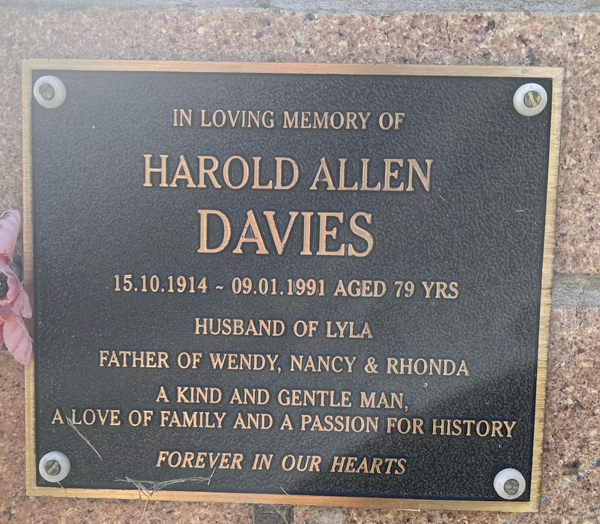 IN LOVING MEMORY OF
HAROLD ALLEN
DAVIES
15.10.1914 ~ 09.01.1991 AGED 79 YRS
HUSBAND OF LYLA
FATHER OF WENDY, NANCY & RHONDA
A KIND AND GENTLE MAN,
A LOVE OF FAMILY AND A PASSION FOR HISTORY
FOREVER IN OUR HEARTS